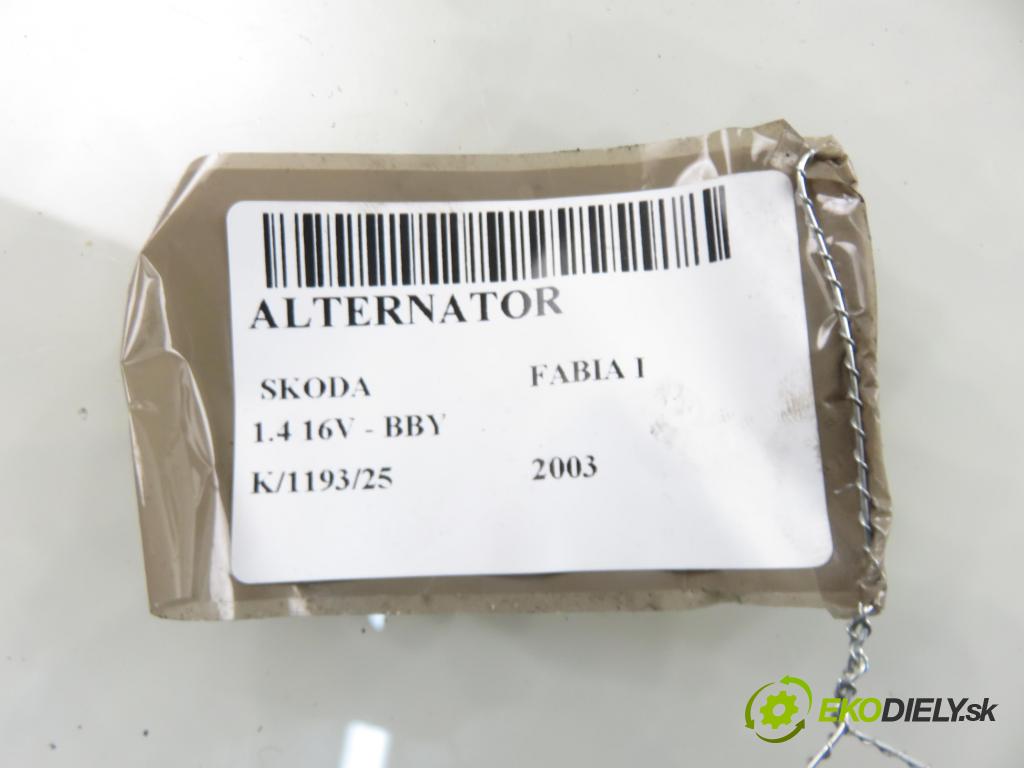 ALTERNATOR
SKODA FABIA I
1.4 16V - BBY
K/1193/25 2003
EKODIELY.sk